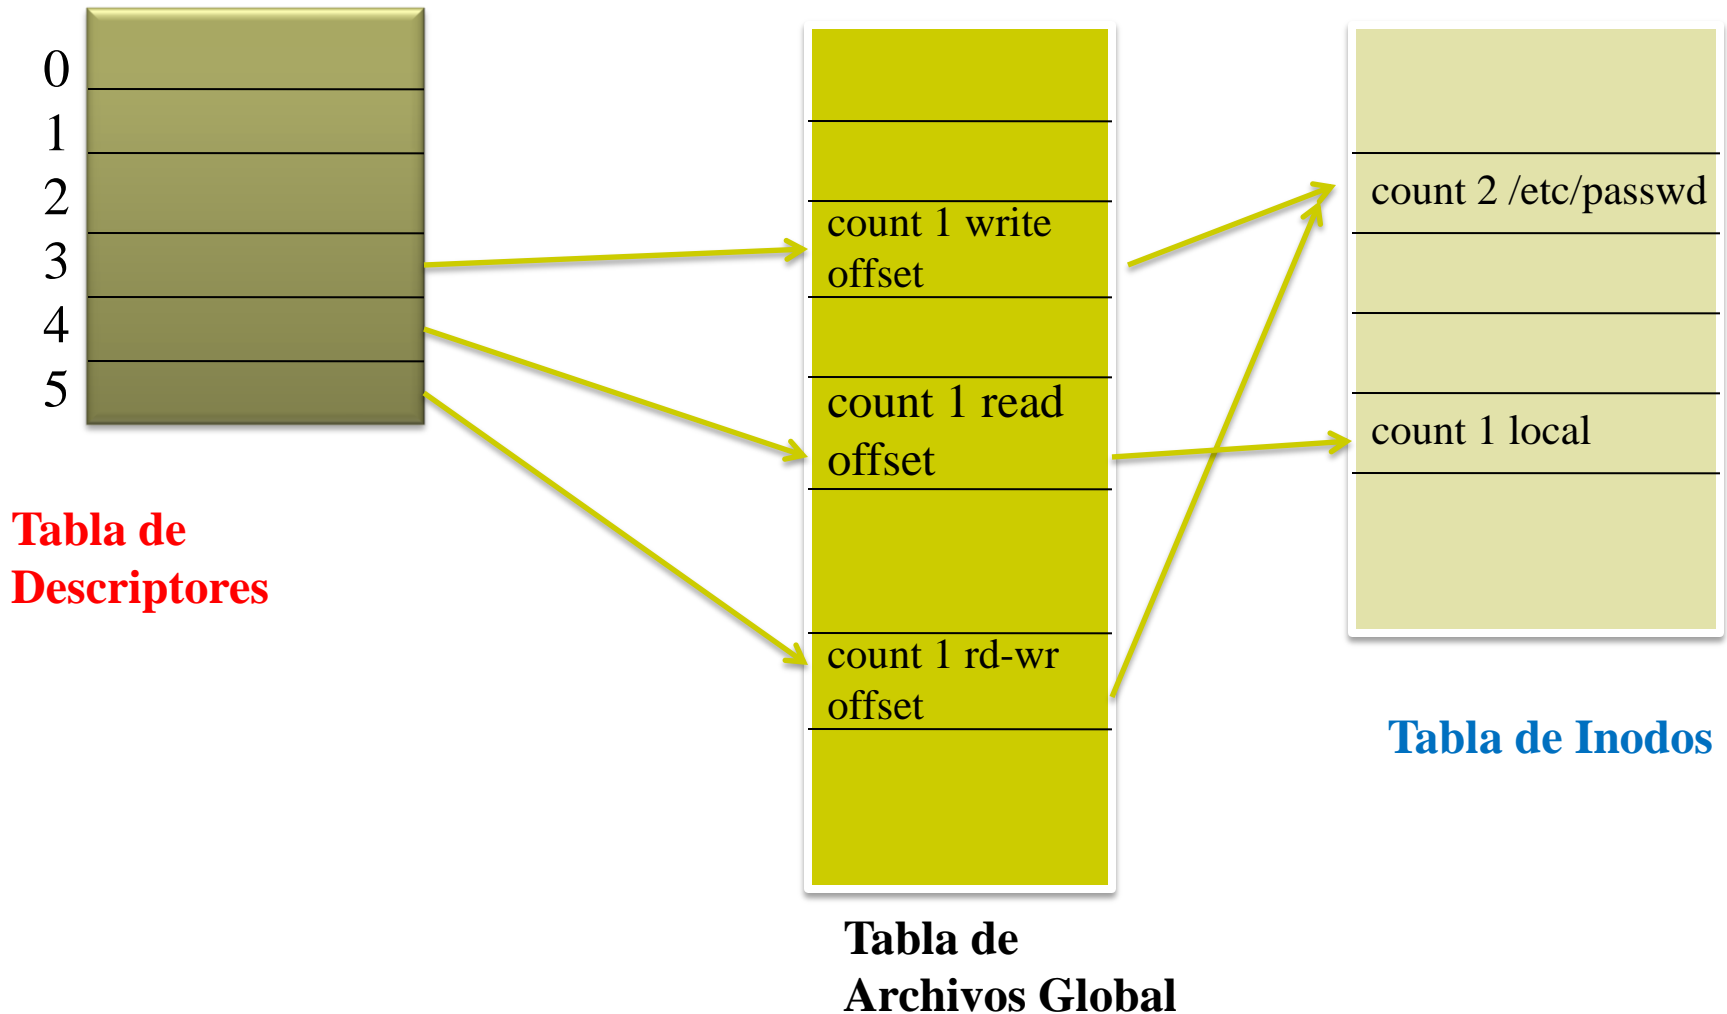 0
1
2
3
4
5
Tabla de
Descriptores
count 1 write
offset
count 1 read
offset
count 1 rd-wr
offset
Tabla de
Archivos Global
count 2 /etc/passwd
count 1 local
Tabla de Inodos